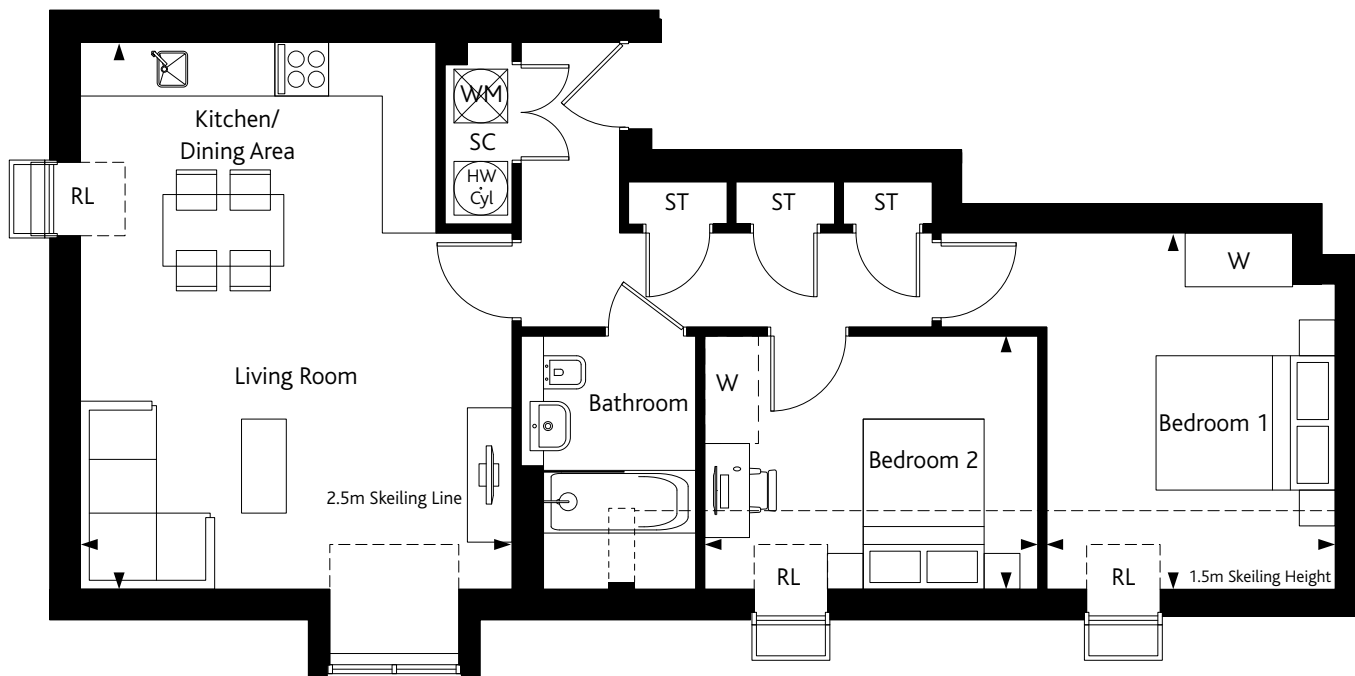 Kitchen/
Dining Area
WM
SC
HW
Cyl
RL
ST
ST
ST
W
Living Room
Bathroom
W
Bedroom 2
Bedroom 1
2.5m Skeiling Line
RL
RL
1.5m Skeiling Height